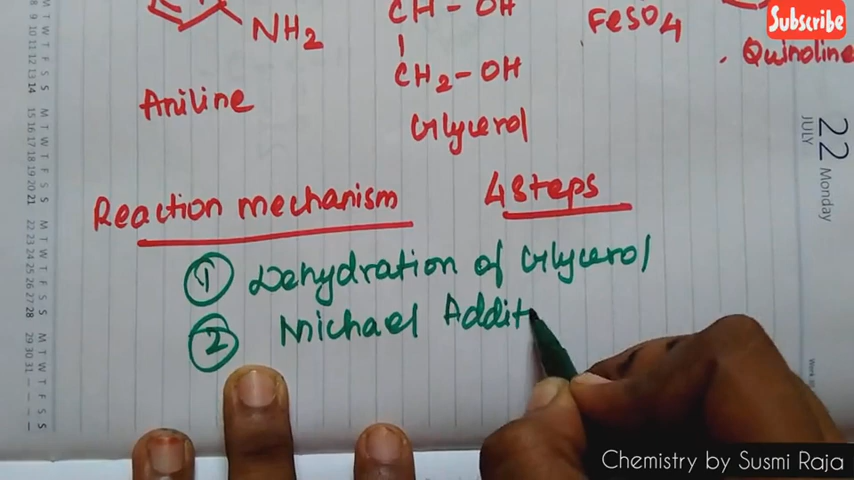 Subscribe
CH - OH
NH2
FeSO4
CH2 - OH
Quinoline
Aniline
Glycerol
22
JULY
Monday
Reaction mechanism 4 steps
1 Dehydration of Glycerol
2 Michael Addit
Chemistry by Susmi Raja